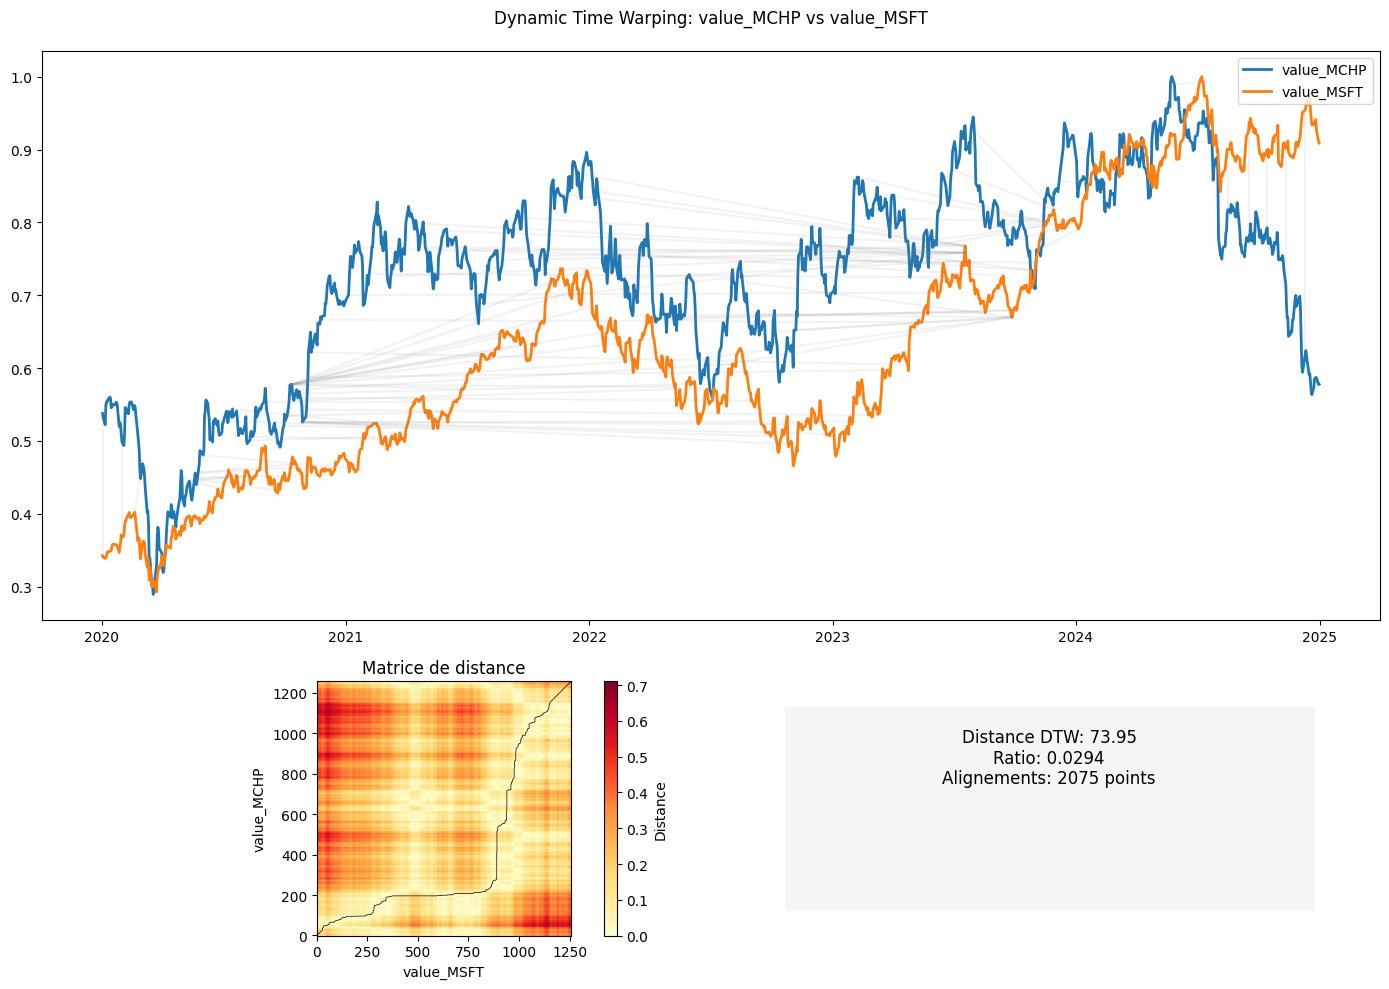 Dynamic Time Warping: value_MCHP vs value_MSFT
value_MCHP
value_MSFT
1.0
0.9
0.8
0.7
0.6
0.5
0.4
0.3
2020 2021 2022 2023 2024 2025
Matrice de distance
value_MCHP
1200
1000
800
600
400
200
0
0 250 500 750 1000 1250
value_MSFT
0.7
0.6
0.5
0.4
0.3
0.2
0.1
0.0
Distance
Distance DTW: 73.95
Ratio: 0.0294
Alignements: 2075 points